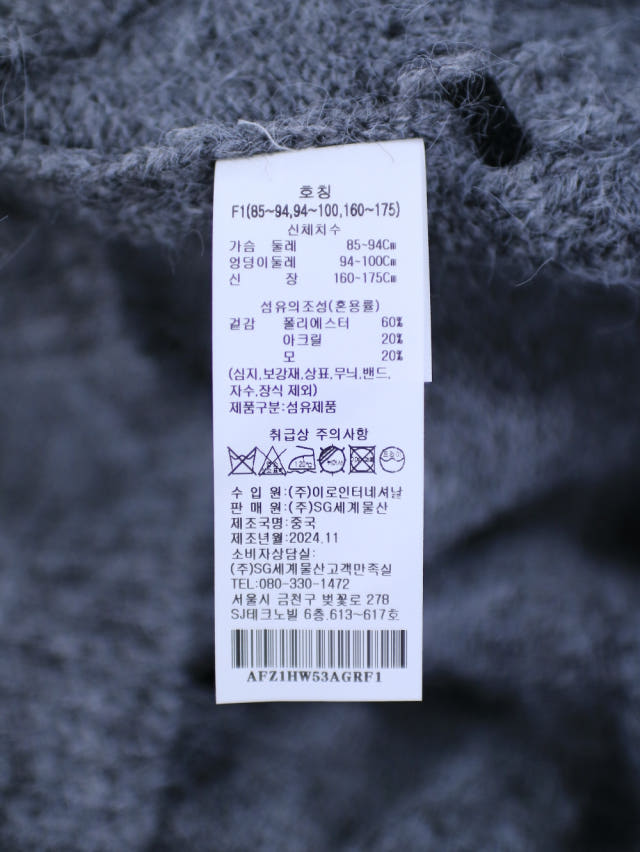 호칭
F1(85~94,94~100,160~175)
신체치수
가슴 둘레 85~94Cm
엉덩이둘레 94~100Cm
신 장 160~175Cm
섬유의조성(혼용률)
겉감 폴리에스터 60%
아크릴 20%
모 20%
(심지,보강재,상표,무늬,밴드,
자수,장식 제외)
제품구분:섬유제품
취급상 주의사항
수 입 원:(주)이로인터네셔날
판 매 원:(주)SG세계물산
제조국명:중국
제조년월:2024.11
소비자상담실:
(주)SG세계물산고객만족실
TEL:080-330-1472
서울시 금천구 벚꽃로 278
SJ테크노빌 6층.613~617호
AFZ1HW53AGRF1